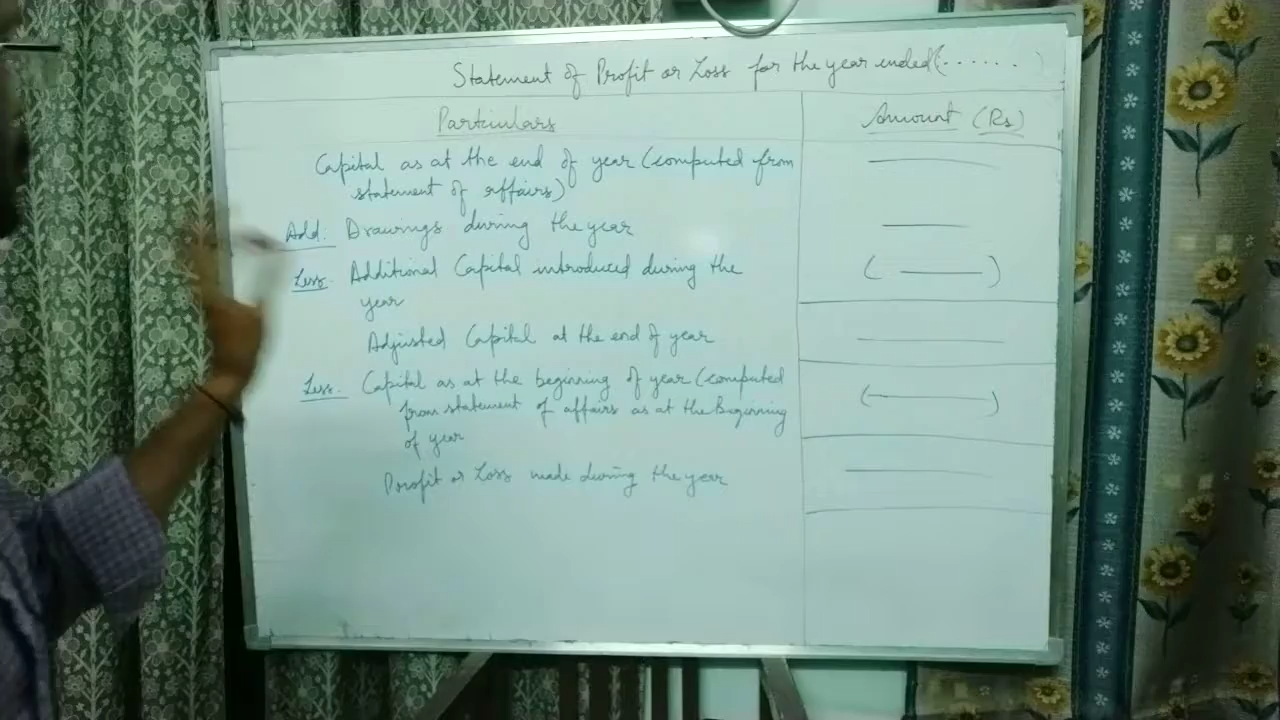 Statement of Profit or Loss for the year ended(.......)
Particulars
Amount (Rs)
Capital as at the end of year (computed from
statement of affairs)
Add. Drawings during the year
Less. Additional Capital introduced during the
year
Adjusted Capital at the end of year
Less. Capital as at the beginning of year (computed
from statement of affairs as at the Beginning
of year
Profit or Loss made during the year